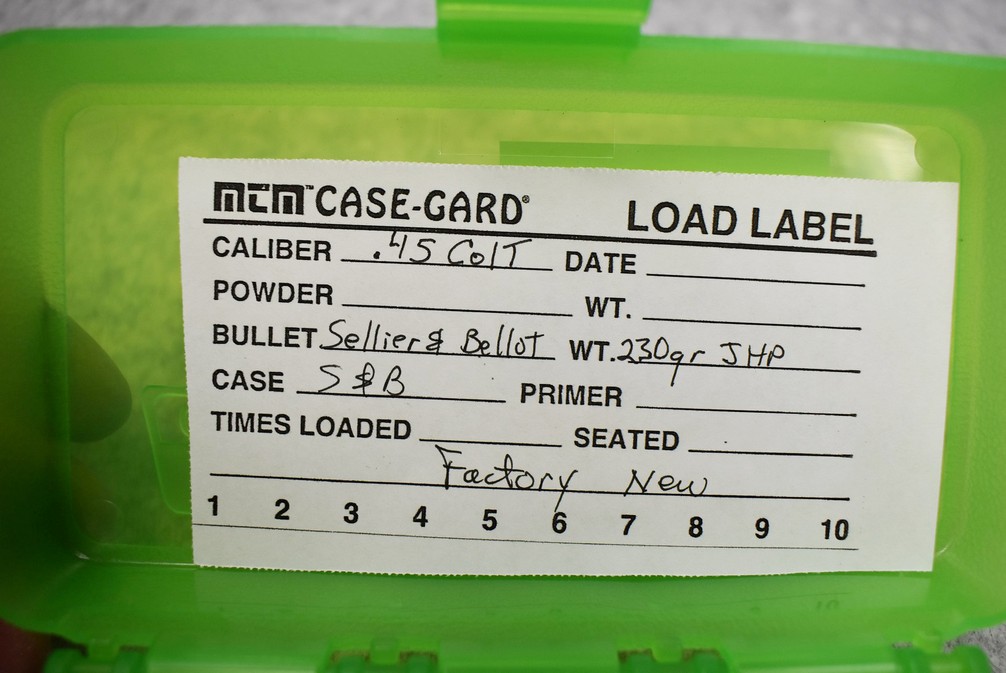 MTM™ CASE-GARD® LOAD LABEL
CALIBER .45 Colt DATE
POWDER WT.
BULLET Sellier & Bellot WT. 230gr JHP
CASE S&B PRIMER
TIMES LOADED SEATED
Factory New
1 2 3 4 5 6 7 8 9 10